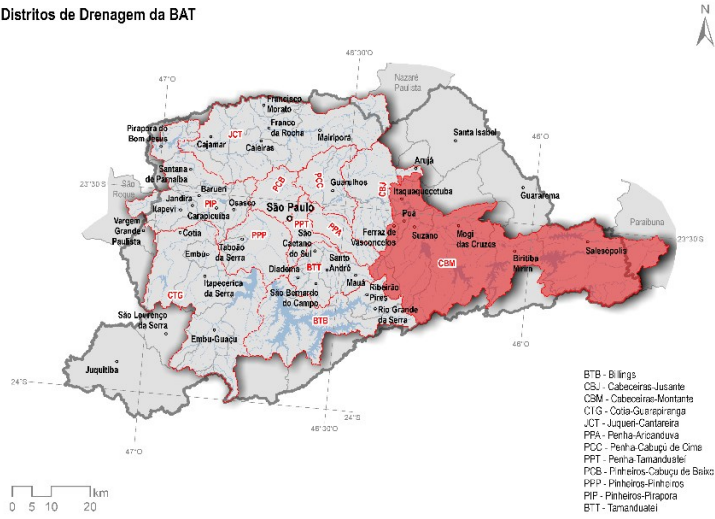 Distritos de Drenagem da BAT
N
46°30'O
47°O
Nazaré
Paulista
Francisco
Morato
Pirapora do
Bom Jesus
JCT
Franco
da Rocha
Mairiporã
Santa Isabel
46°O
Cajamar
Caieiras
Arujá
Santana
de Parnaíba
23°30'S
São
Roque
Barueri
PCB
PCC
Guarulhos
CBJ
Itaquaquecetuba
Guararema
Jandira
PIP
Osasco
São Paulo
Itapevi
Carapicuíba
Poá
Paraibuna
Vargem
Grande
Paulista
Cotia
PPP
PPT
PPA
Ferraz de
Vasconcelos
Suzano
Mogi
das Cruzes
23°30'S
Taboão
da Serra
São
Caetano
do Sul
Salesópolis
Embu
Santo
André
Biritiba
Mirim
Diadema
BTT
CBM
Itapecerica
da Serra
Mauá
Ribeirão
Pires
CTG
São Bernardo
do Campo
São Lourenço
da Serra
BTB
Rio Grande
da Serra
Embu-Guaçu
46°O
Juquitiba
24°S
24°S
46°30'O
47°O
BTB - Billings
CBJ - Cabeceiras-Jusante
CBM - Cabeceiras-Montante
CTG - Cotia-Guarapiranga
JCT - Juqueri-Cantareira
PPA - Penha-Aricanduva
PCC - Penha-Cabuçú de Cima
PPT - Penha-Tamanduateí
PCB - Pinheiros-Cabuçu de Baixo
PPP - Pinheiros-Pinheiros
PIP - Pinheiros-Pirapora
BTT - Tamanduateí
km
0 5 10 20